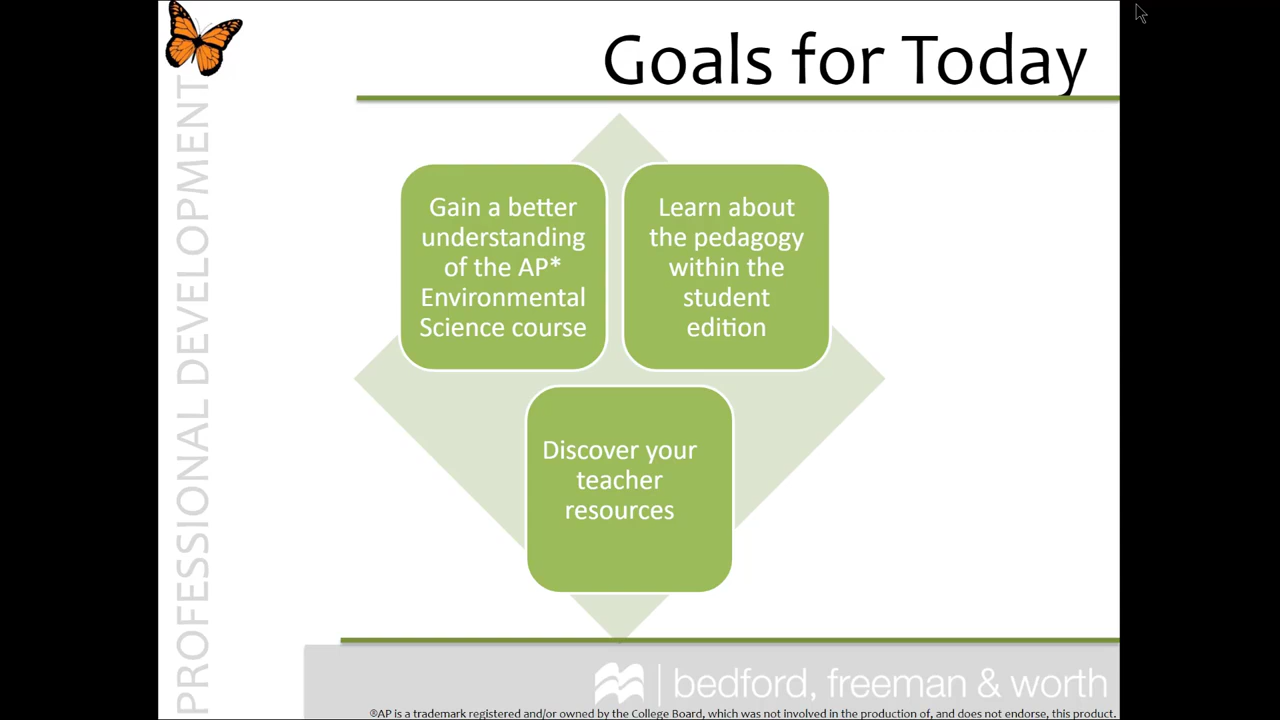 Goals for Today
PROFESSIONAL DEVELOPMENT
Gain a better
understanding
of the AP*
Environmental
Science course
Learn about
the pedagogy
within the
student
edition
Discover your
teacher
resources
bedford, freeman & worth
®AP is a trademark registered and/or owned by the College Board, which was not involved in the production of, and does not endorse, this product.